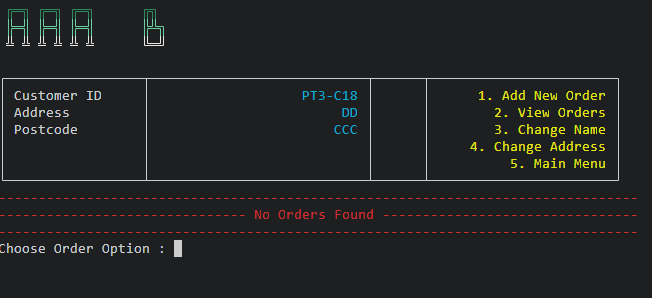 AAA b
Customer ID PT3-C18 1. Add New Order
Address DD 2. View Orders
Postcode CCC 3. Change Name
4. Change Address
5. Main Menu
No Orders Found
Choose Order Option :